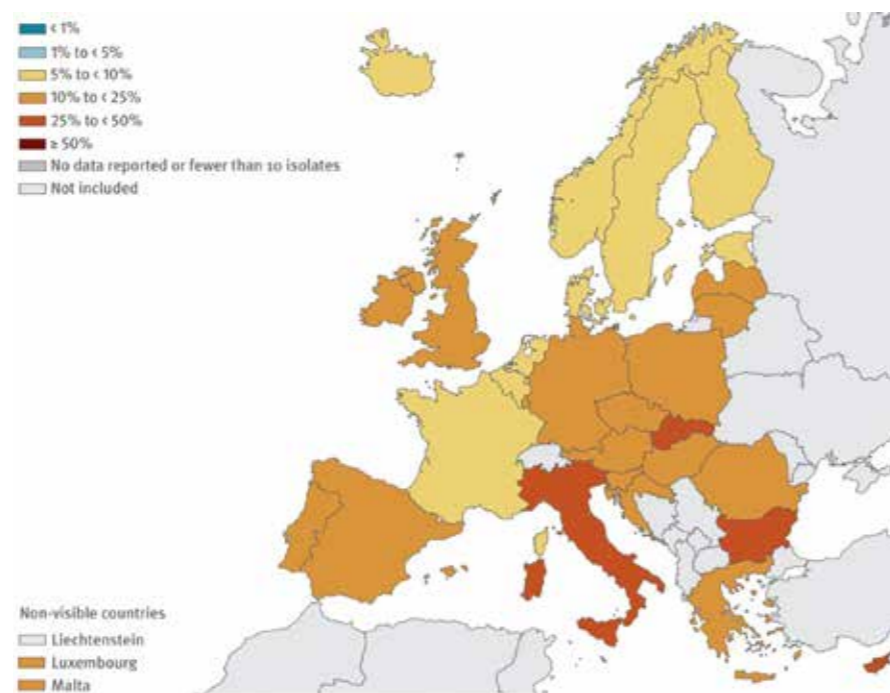 < 1%
1% to < 5%
5% to < 10%
10% to < 25%
25% to < 50%
≥ 50%
No data reported or fewer than 10 isolates
Not included
Non-visible countries
Liechtenstein
Luxembourg
Malta